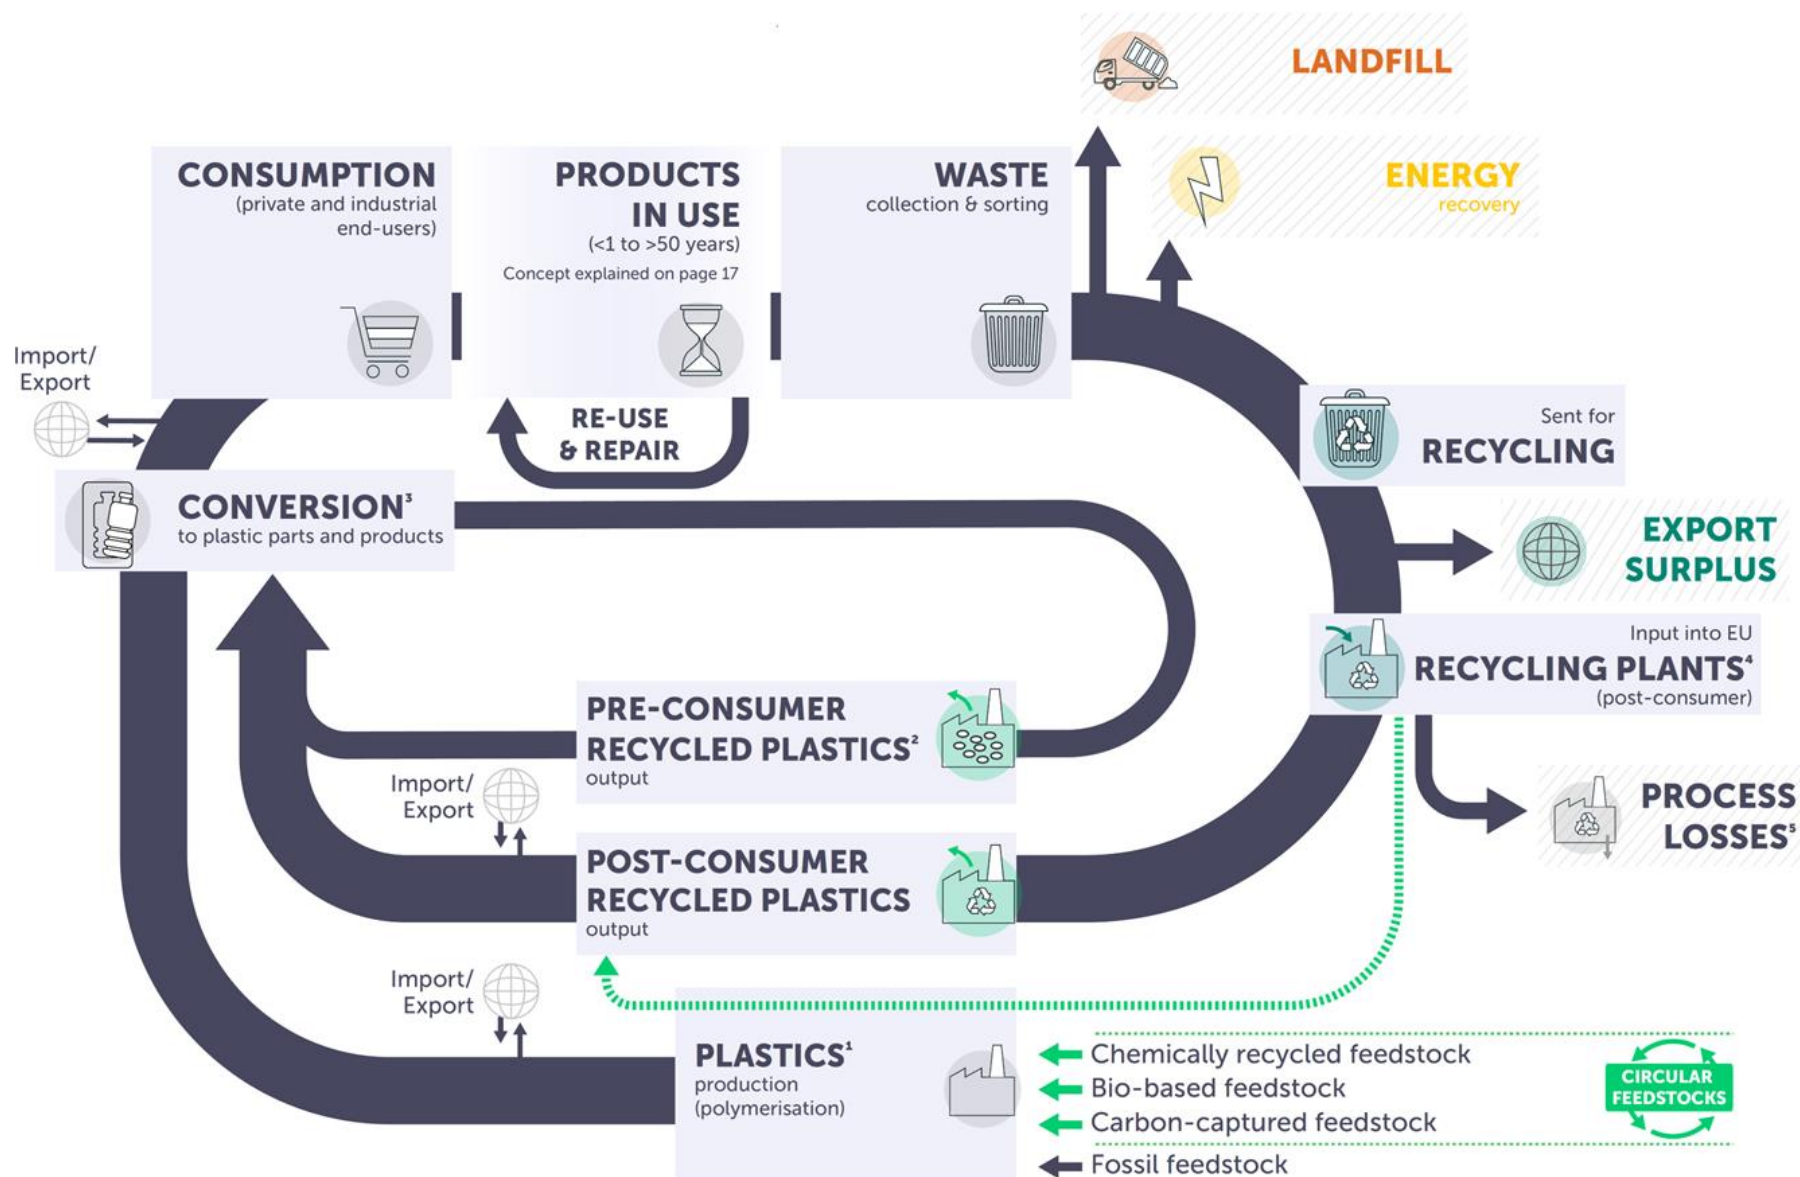 LANDFILL
CONSUMPTION
(private and industrial
end-users)
PRODUCTS
IN USE
(<1 to >50 years)
Concept explained on page 17
WASTE
collection & sorting
ENERGY
recovery
Import/
Export
RE-USE
& REPAIR
Sent for
RECYCLING
CONVERSION³
to plastic parts and products
EXPORT
SURPLUS
Input into EU
RECYCLING PLANTS⁴
(post-consumer)
PRE-CONSUMER
RECYCLED PLASTICS²
output
Import/
Export
PROCESS
LOSSES⁵
POST-CONSUMER
RECYCLED PLASTICS
output
Import/
Export
PLASTICS¹
production
(polymerisation)
Chemically recycled feedstock
Bio-based feedstock
Carbon-captured feedstock
Fossil feedstock
CIRCULAR
FEEDSTOCKS